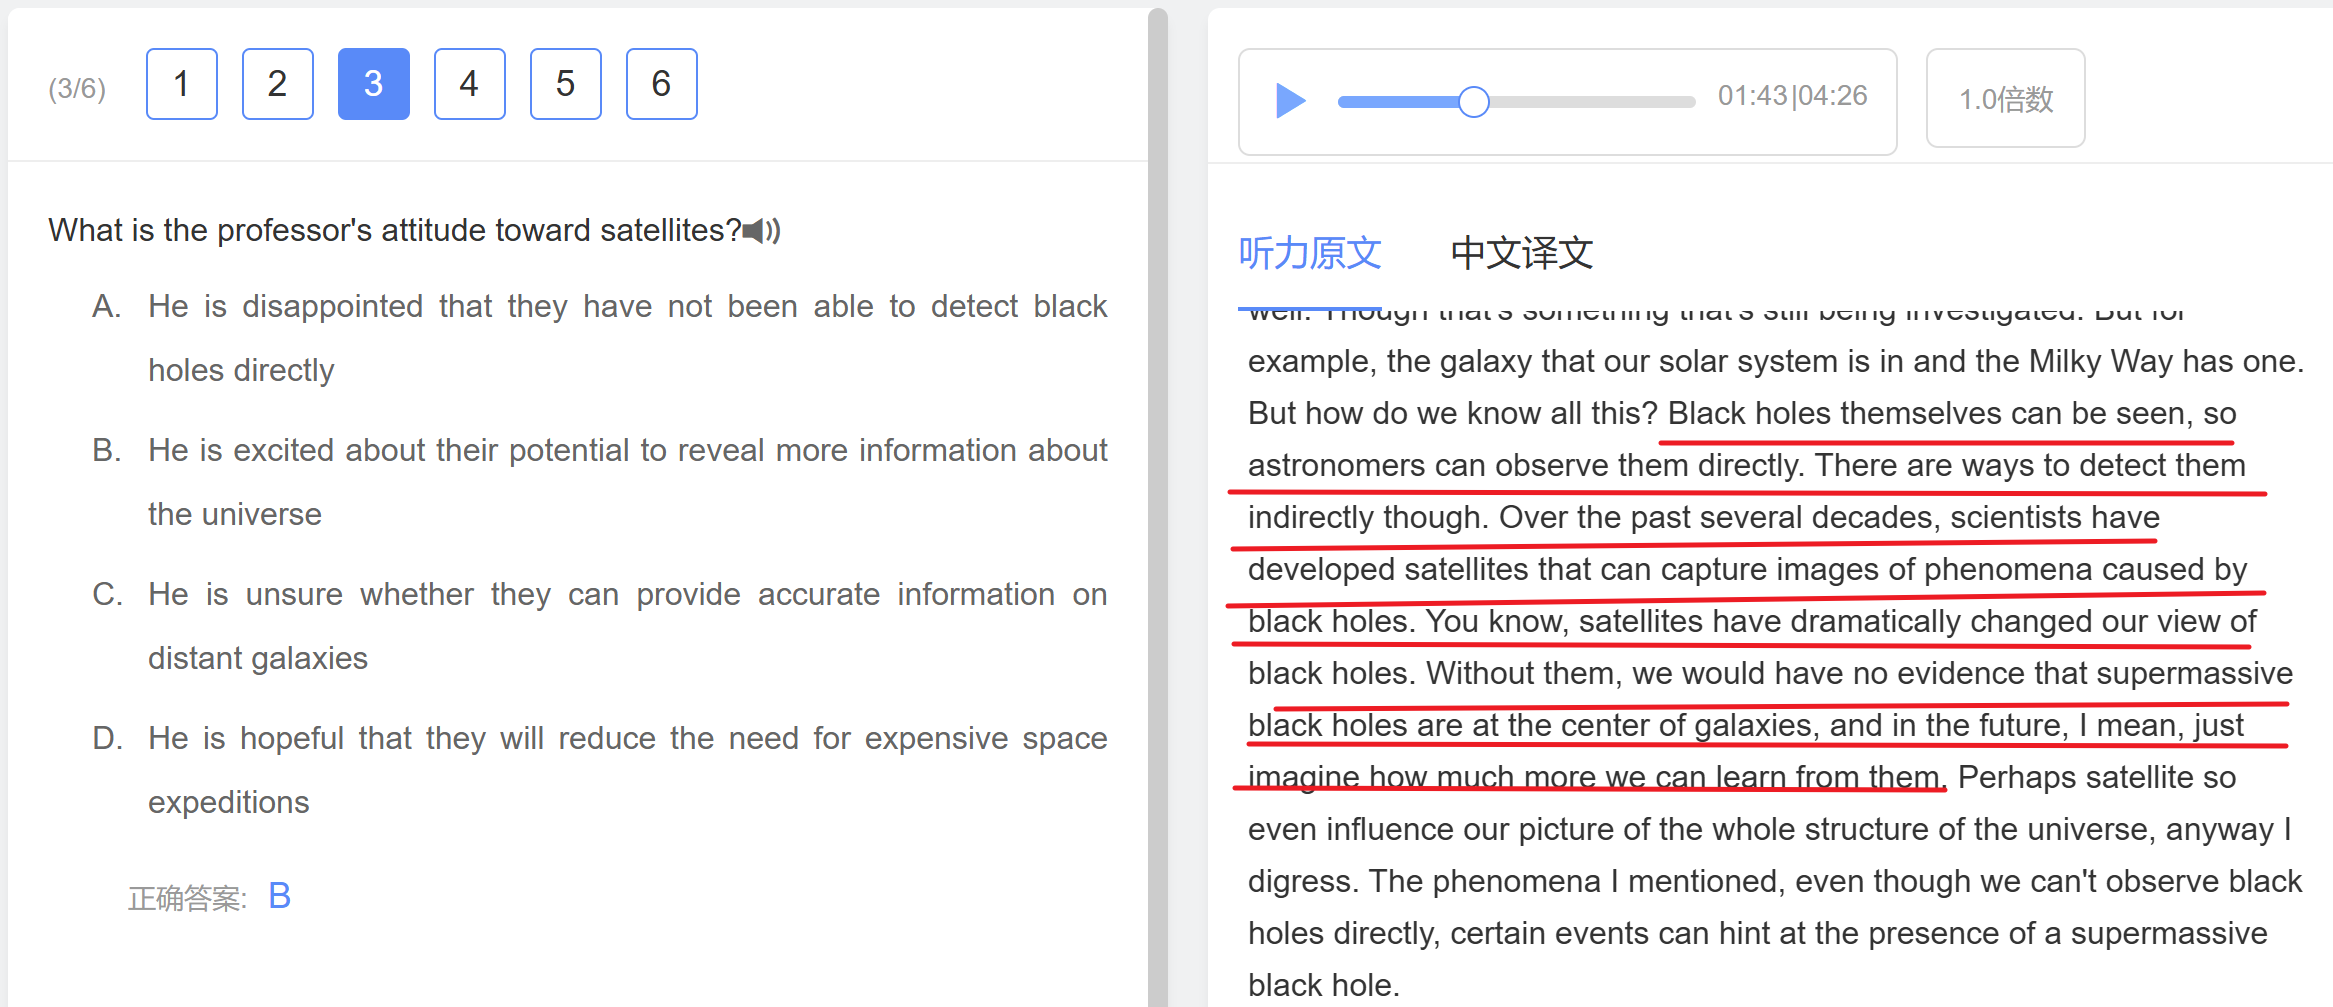 (3/6) 1 2 3 4 5 6
What is the professor's attitude toward satellites?
A. He is disappointed that they have not been able to detect black
holes directly
B. He is excited about their potential to reveal more information about
the universe
C. He is unsure whether they can provide accurate information on
distant galaxies
D. He is hopeful that they will reduce the need for expensive space
expeditions
正确答案: B
01:43|04:26
1.0倍数
听力原文 中文译文
well. Though that's something that's still being investigated. But for
example, the galaxy that our solar system is in and the Milky Way has one.
But how do we know all this? Black holes themselves can be seen, so
astronomers can observe them directly. There are ways to detect them
indirectly though. Over the past several decades, scientists have
developed satellites that can capture images of phenomena caused by
black holes. You know, satellites have dramatically changed our view of
black holes. Without them, we would have no evidence that supermassive
black holes are at the center of galaxies, and in the future, I mean, just
imagine how much more we can learn from them. Perhaps satellite so
even influence our picture of the whole structure of the universe, anyway I
digress. The phenomena I mentioned, even though we can't observe black
holes directly, certain events can hint at the presence of a supermassive
black hole.